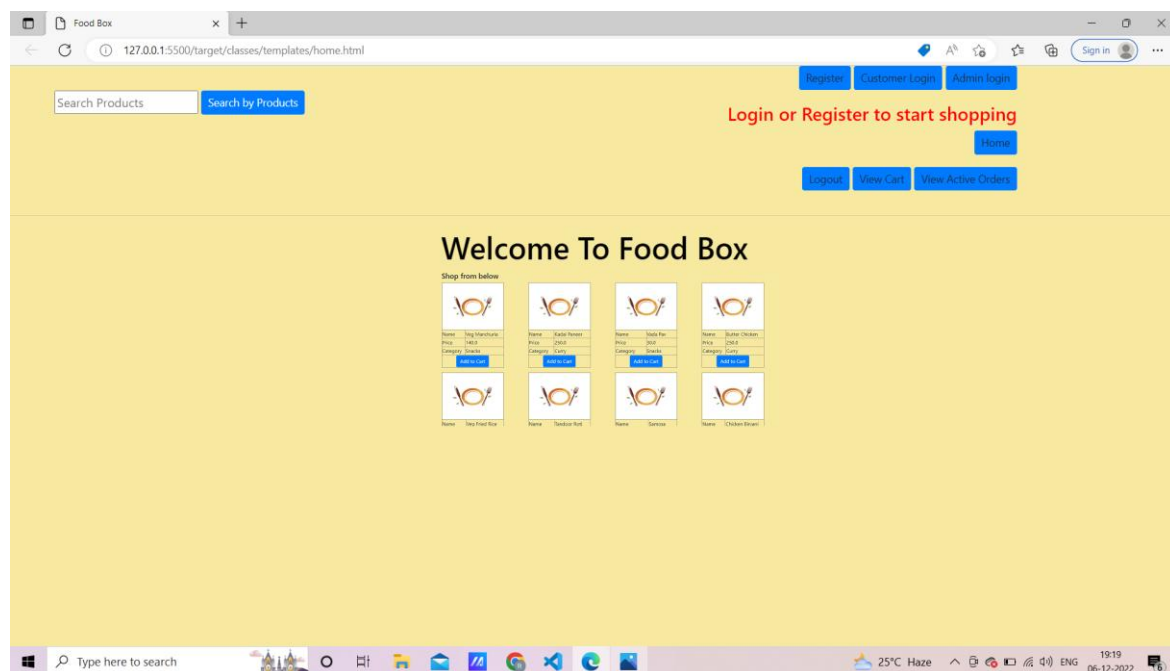 Food Box
127.0.0.1:5500/target/classes/templates/home.html
Sign in
Register Customer Login Admin login
Search Products Search by Products
Login or Register to start shopping
Home
Logout View Cart View Active Orders
Welcome To Food Box
Shop from below
Name Veg Manchuria Name Kadai Paneer Name Vada Pav Name Butter Chicken
Price 140.0 Price 250.0 Price 30.0 Price 250.0
Category Snacks Category Curry Category Snacks Category Curry
Add to Cart Add to Cart Add to Cart Add to Cart
Name Fried Rice Name Tandoor Roti Name Samosa Name Chicken Biryani
Type here to search
25°C Haze ENG 19:19
06-12-2022